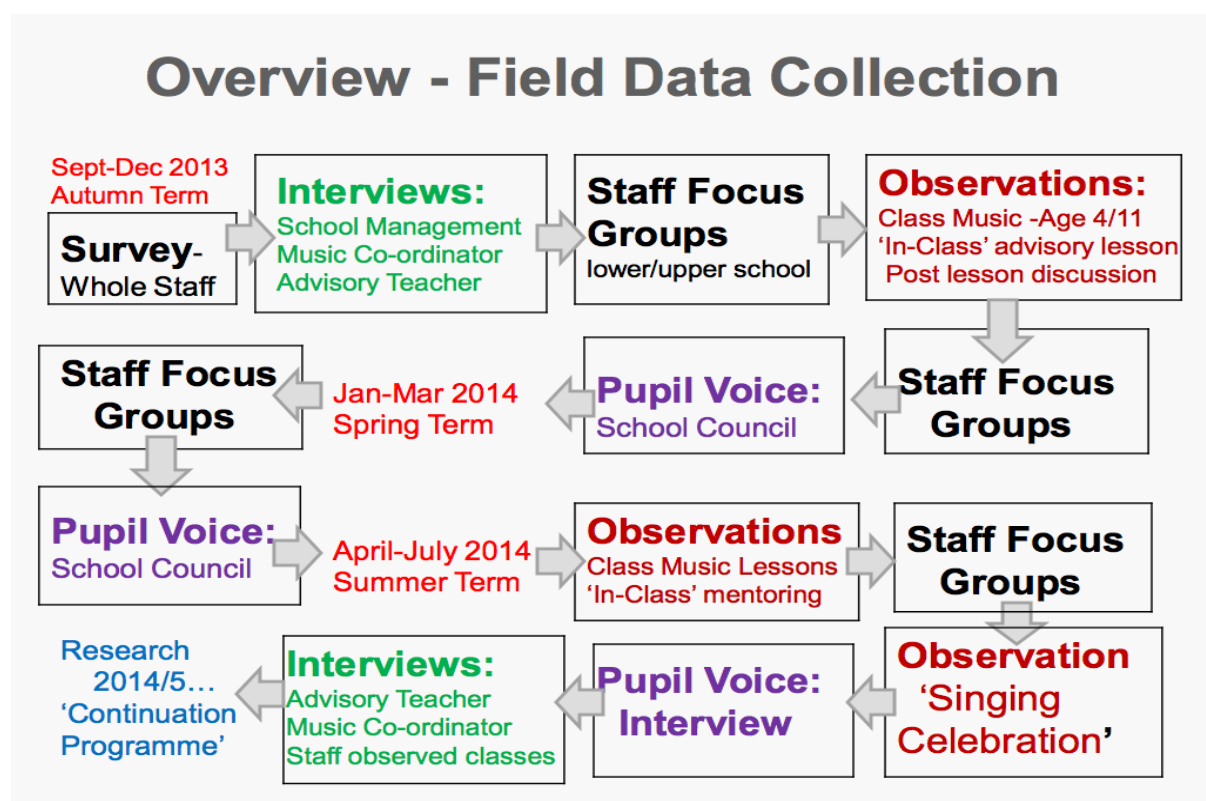 Overview - Field Data Collection
Sept-Dec 2013
Autumn Term
Survey-
Whole Staff
Interviews:
School Management
Music Co-ordinator
Advisory Teacher
Staff Focus
Groups
lower/upper school
Observations:
Class Music -Age 4/11
‘In-Class’ advisory lesson
Post lesson discussion
Staff Focus
Groups
Pupil Voice:
School Council
Jan-Mar 2014
Spring Term
Staff Focus
Groups
Pupil Voice:
School Council
April-July 2014
Summer Term
Observations
Class Music Lessons
‘In-Class’ mentoring
Staff Focus
Groups
Observation
‘Singing
Celebration’
Pupil Voice:
Interview
Interviews:
Advisory Teacher
Music Co-ordinator
Staff observed classes
Research
2014/5...
‘Continuation
Programme’